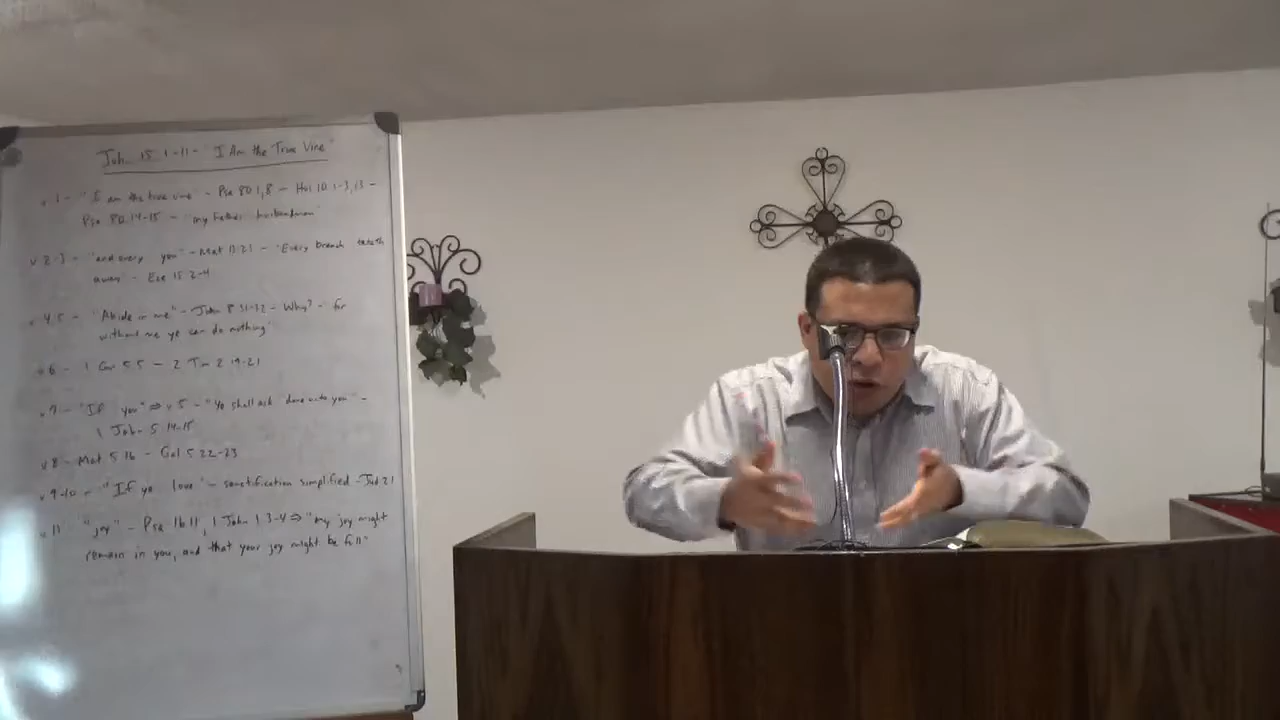 Joh 15 1-11 - "I Am the True Vine"
v 1 - "I am the true vine" - Psa 80 1,8 - Hos 10 1-3,13 -
Psa 80 14-15 - "my Father husbandman"
v 2-3 - "and every you" - Mat 13 21 - "Every branch taketh
away" - Eze 15 2-4
v 4,5 - "Abide in me" - John 8 31-32 - Why? - "for
without me ye can do nothing"
v 6 - 1 Cor 5 5 - 2 Tim 2 19-21
v 7 - "If you" ⇒ v 5 - "Ye shall ask done unto you" -
1 Joh 5 14-15
v 8 - Mat 5 16 - Gal 5 22-23
v 9-10 - "If ye love" - sanctification simplified - Jud 21
v 11 "joy" - Psa 16 11, 1 John 1 3-4 ⇒ "my joy might
remain in you, and that your joy might be full"